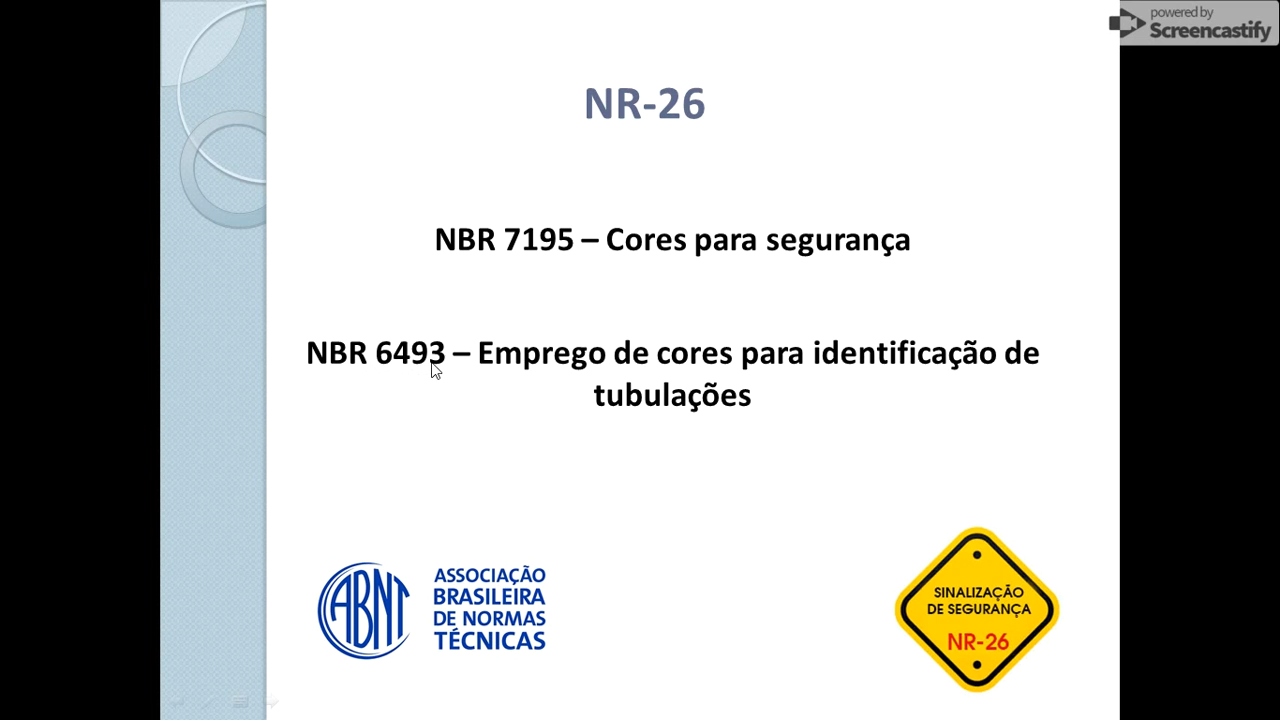 powered by
Screencastify
NR-26
NBR 7195 – Cores para segurança
NBR 6493 – Emprego de cores para identificação de
tubulações
ABNT
ASSOCIAÇÃO
BRASILEIRA
DE NORMAS
TÉCNICAS
SINALIZAÇÃO
DE SEGURANÇA
NR-26